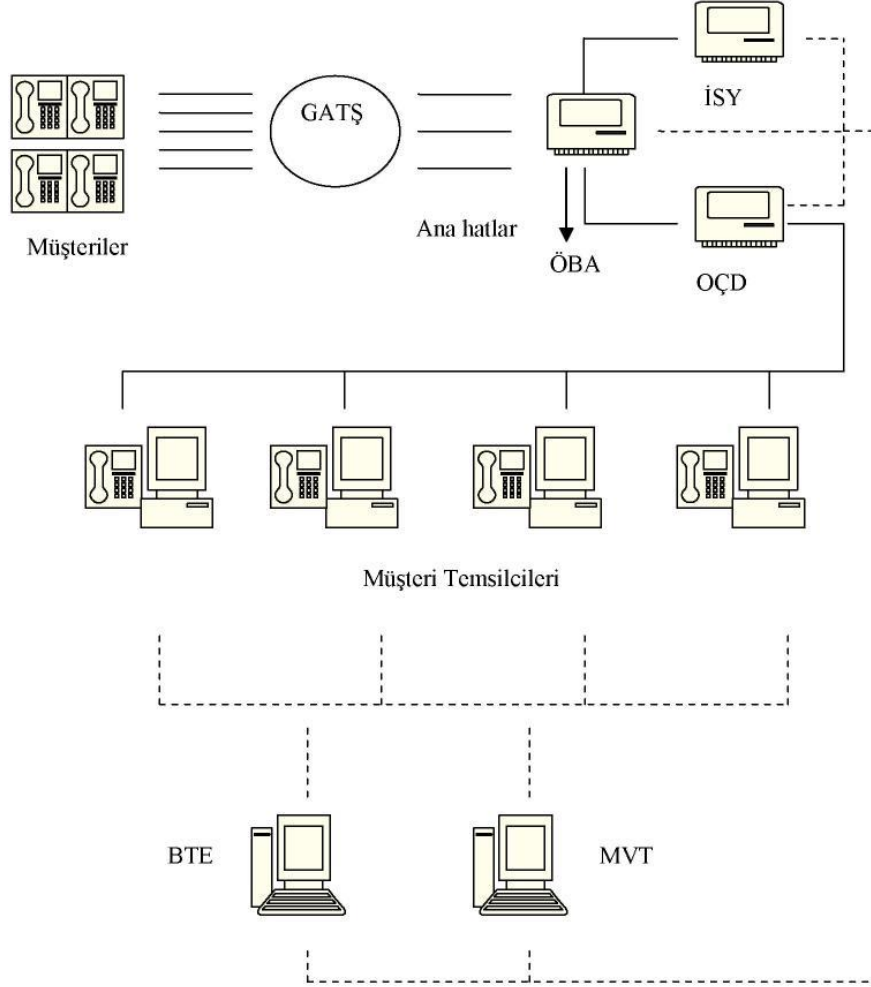 İSY
GATŞ
Ana hatlar
Müşteriler
ÖBA
OÇD
Müşteri Temsilcileri
BTE
MVT